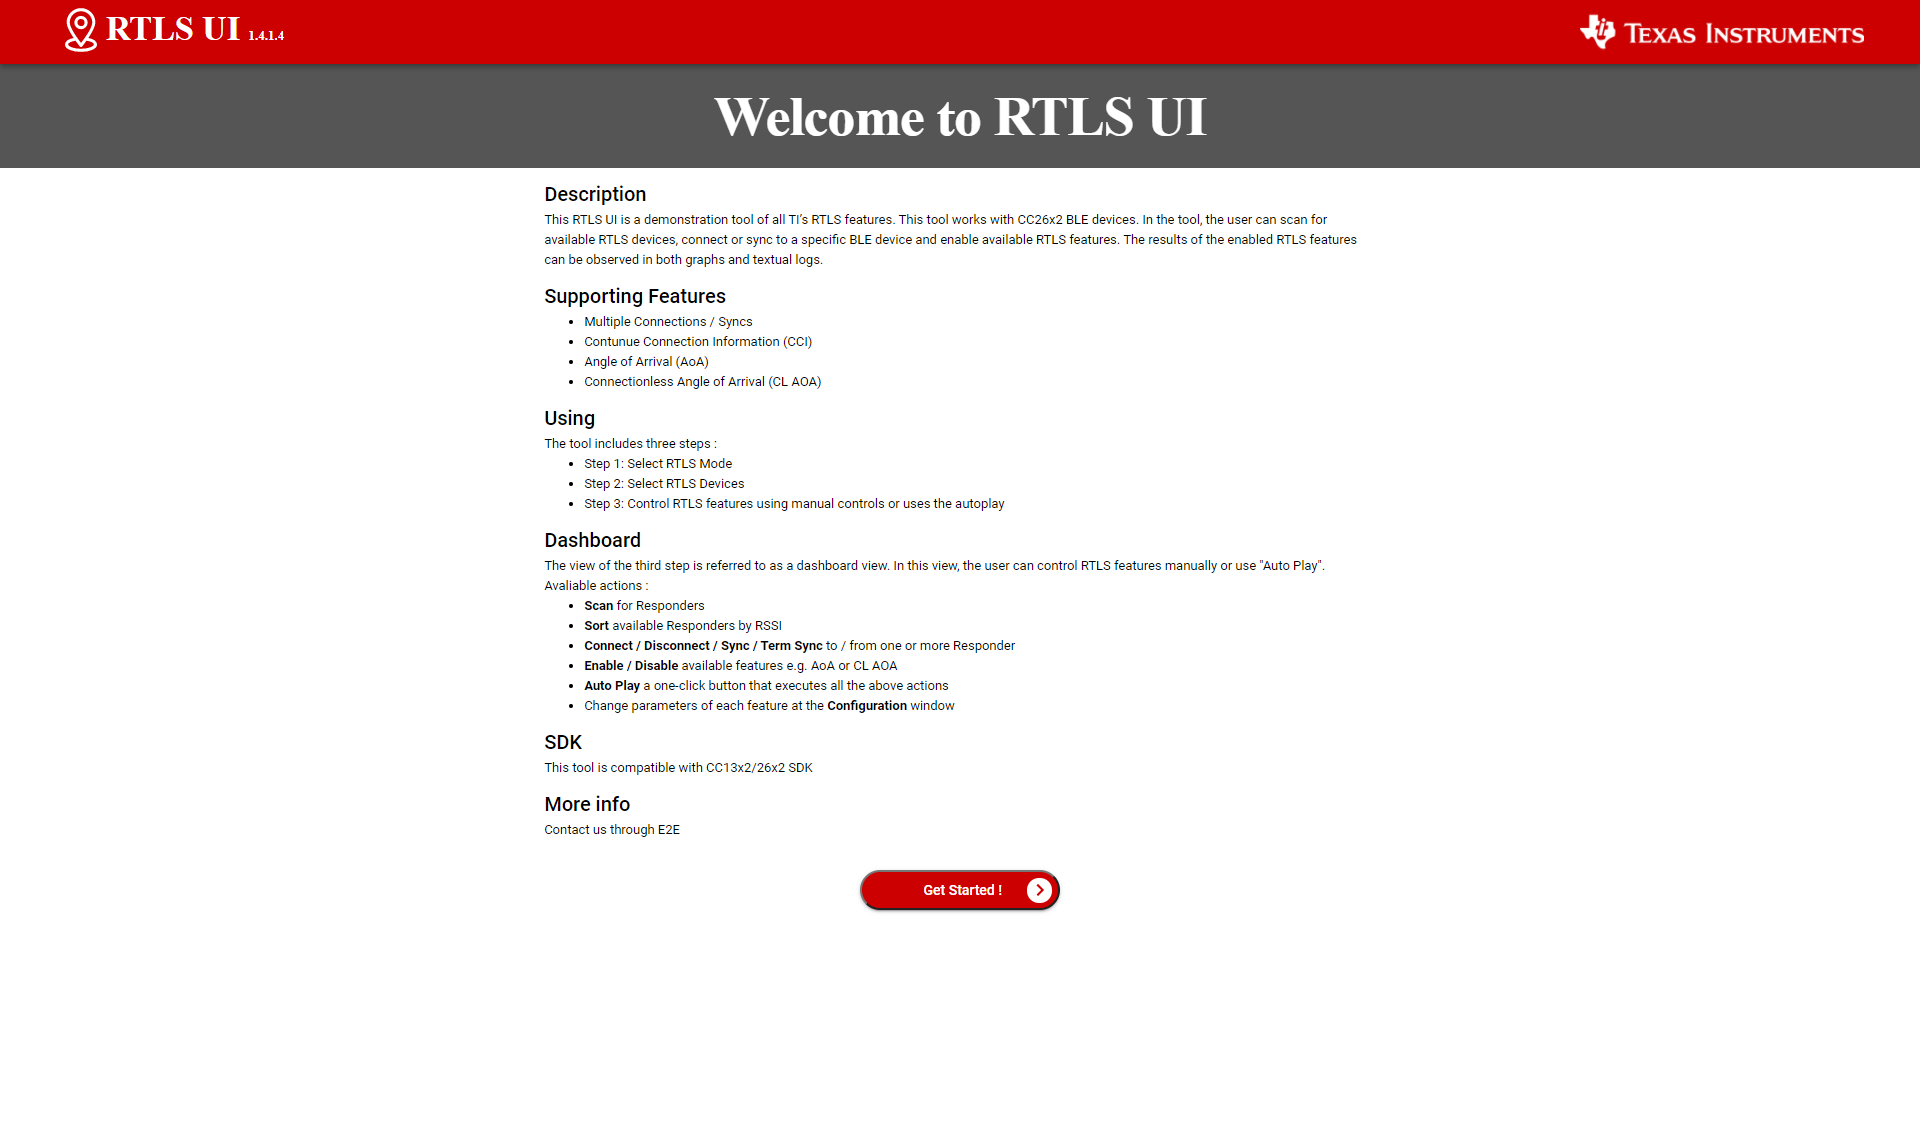 RTLS UI 1.4.1.4
TEXAS INSTRUMENTS
Welcome to RTLS UI
Description
This RTLS UI is a demonstration tool of all TI's RTLS features. This tool works with CC26x2 BLE devices. In the tool, the user can scan for
available RTLS devices, connect or sync to a specific BLE device and enable available RTLS features. The results of the enabled RTLS features
can be observed in both graphs and textual logs.
Supporting Features
• Multiple Connections / Syncs
• Contunue Connection Information (CCI)
• Angle of Arrival (AoA)
• Connectionless Angle of Arrival (CL AOA)
Using
The tool includes three steps :
• Step 1: Select RTLS Mode
• Step 2: Select RTLS Devices
• Step 3: Control RTLS features using manual controls or uses the autoplay
Dashboard
The view of the third step is referred to as a dashboard view. In this view, the user can control RTLS features manually or use "Auto Play".
Avaliable actions :
• Scan for Responders
• Sort available Responders by RSSI
• Connect / Disconnect / Sync / Term Sync to / from one or more Responder
• Enable / Disable available features e.g. AoA or CL AOA
• Auto Play a one-click button that executes all the above actions
• Change parameters of each feature at the Configuration window
SDK
This tool is compatible with CC13x2/26x2 SDK
More info
Contact us through E2E
Get Started !